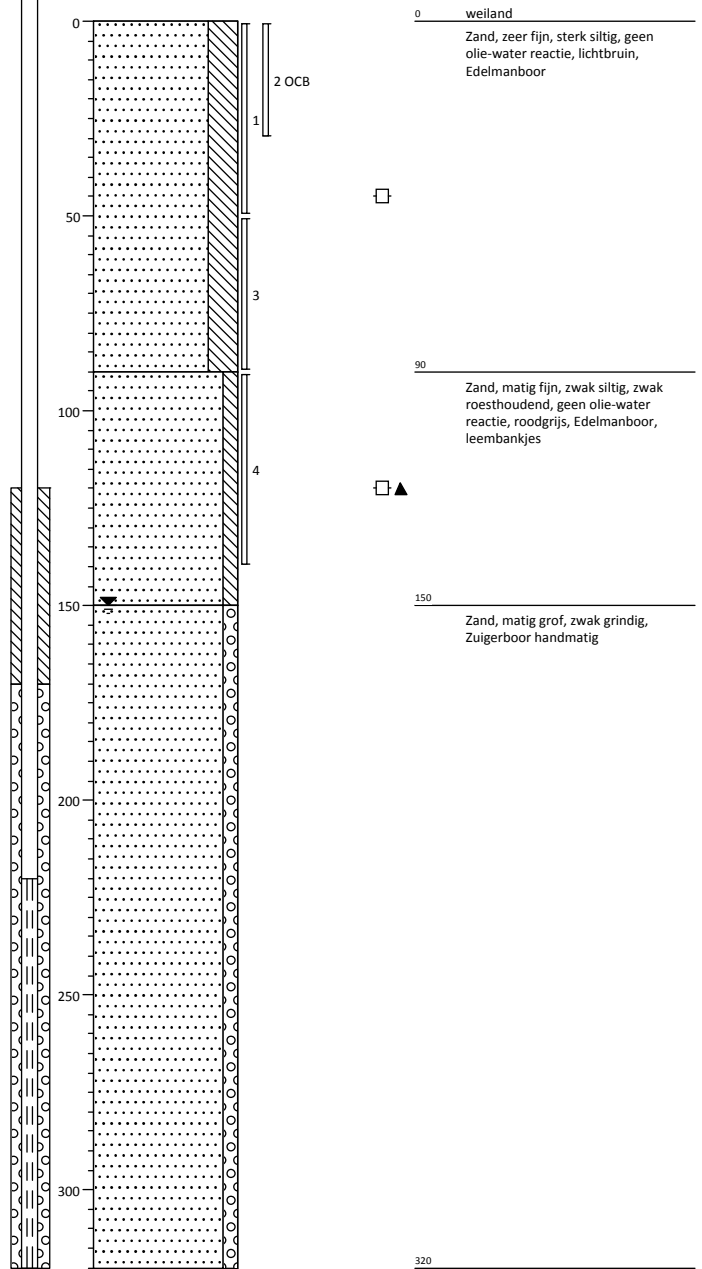 0
50
100
150
200
250
300
1
2 OCB
3
4
0
weiland
Zand, zeer fijn, sterk siltig, geen
olie-water reactie, lichtbruin,
Edelmanboor
90
Zand, matig fijn, zwak siltig, zwak
roesthoudend, geen olie-water
reactie, roodgrijs, Edelmanboor,
leembankjes
150
Zand, matig grof, zwak grindig,
Zuigerboor handmatig
320